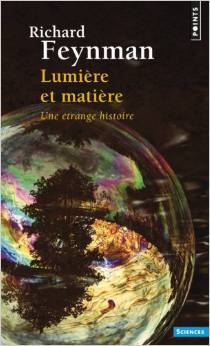 Richard
Feynman
POINTS
Lumière
et matière
Une étrange histoire
SCIENCES